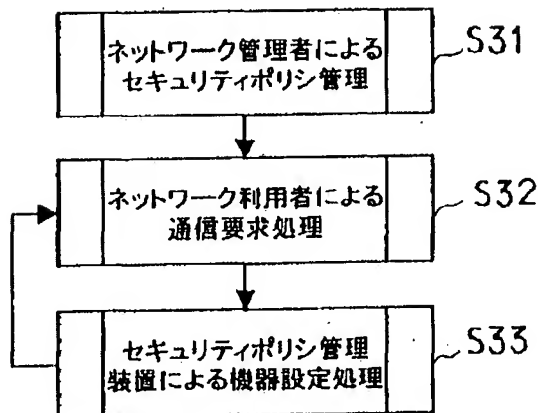 ネットワーク管理者による
セキュリティポリシ管理
S31
ネットワーク利用者による
通信要求処理
S32
セキュリティポリシ管理
装置による機器設定処理
S33